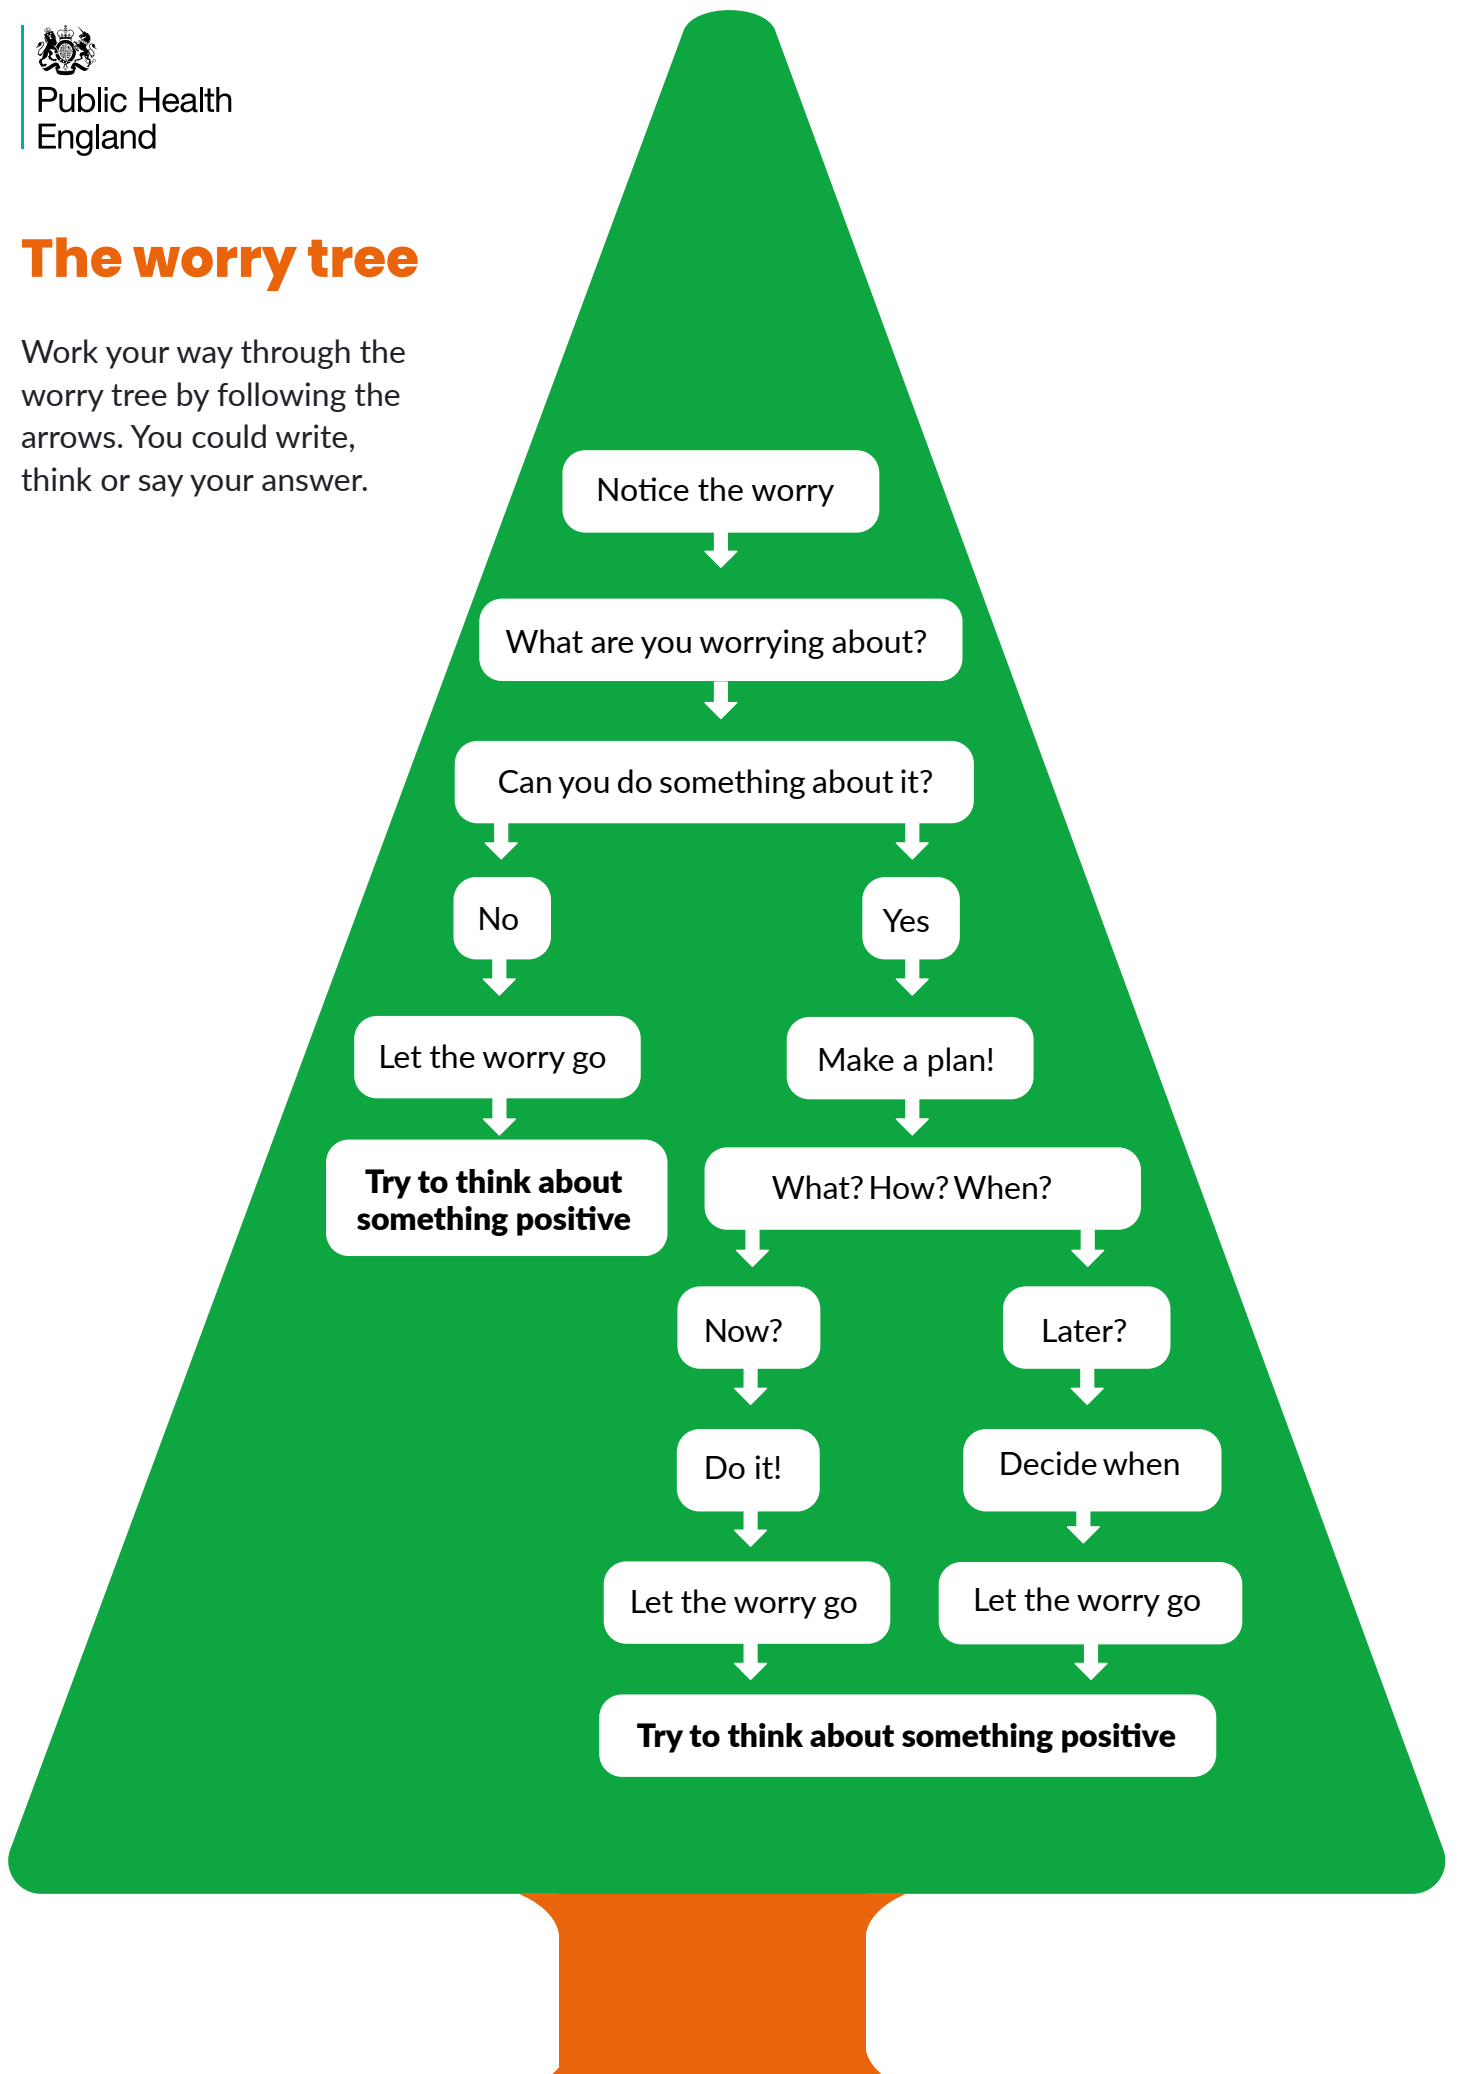 Public Health
England
The worry tree
Work your way through the
worry tree by following the
arrows. You could write,
think or say your answer.
Notice the worry
What are you worrying about?
Can you do something about it?
No
Yes
Let the worry go
Make a plan!
Try to think about
something positive
What? How? When?
Now?
Later?
Do it!
Decide when
Let the worry go
Let the worry go
Try to think about something positive